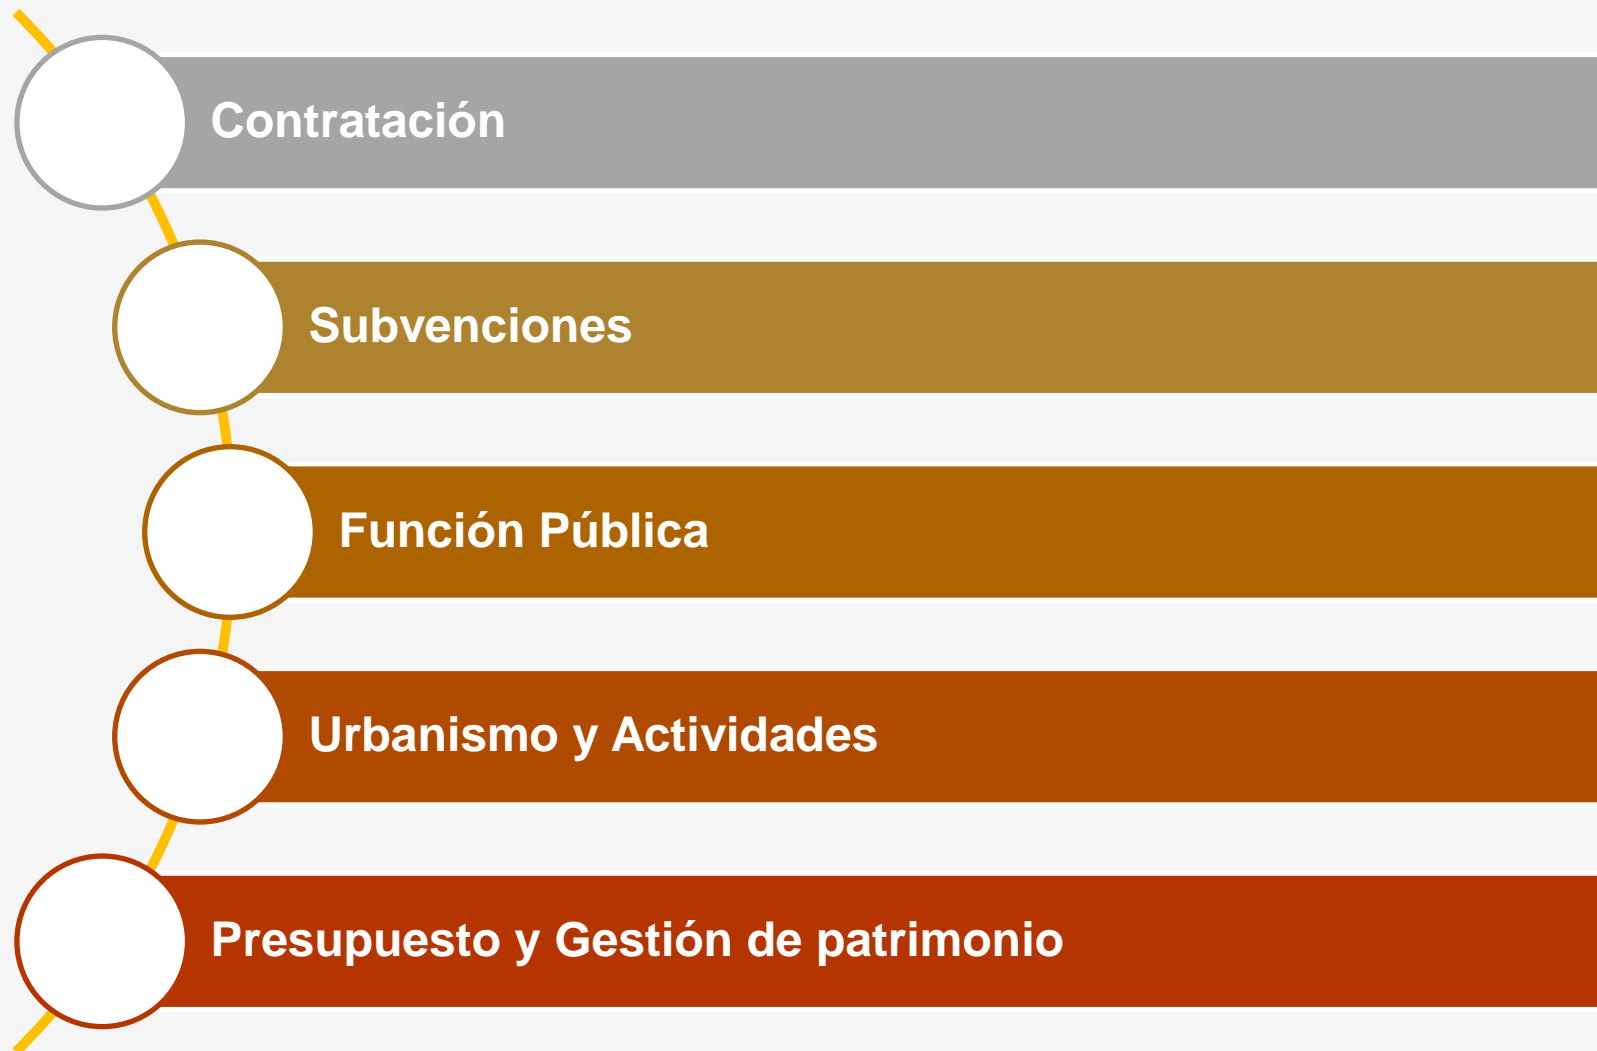 Contratación
Subvenciones
Función Pública
Urbanismo y Actividades
Presupuesto y Gestión de patrimonio